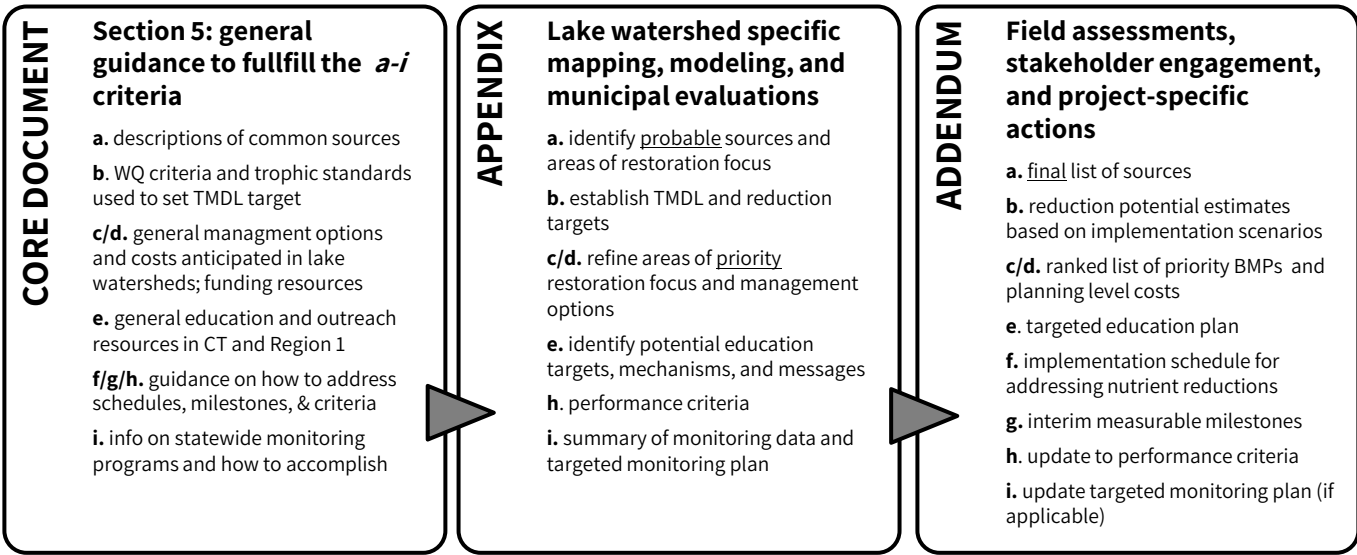 CORE DOCUMENT
Section 5: general
guidance to fullfill the a-i
criteria
a. descriptions of common sources
b. WQ criteria and trophic standards
used to set TMDL target
c/d. general managment options
and costs anticipated in lake
watersheds; funding resources
e. general education and outreach
resources in CT and Region 1
f/g/h. guidance on how to address
schedules, milestones, & criteria
i. info on statewide monitoring
programs and how to accomplish
APPENDIX
Lake watershed specific
mapping, modeling, and
municipal evaluations
a. identify probable sources and
areas of restoration focus
b. establish TMDL and reduction
targets
c/d. refine areas of priority
restoration focus and management
options
e. identify potential education
targets, mechanisms, and messages
h. performance criteria
i. summary of monitoring data and
targeted monitoring plan
ADDENDUM
Field assessments,
stakeholder engagement,
and project-specific
actions
a. final list of sources
b. reduction potential estimates
based on implementation scenarios
c/d. ranked list of priority BMPs and
planning level costs
e. targeted education plan
f. implementation schedule for
addressing nutrient reductions
g. interim measurable milestones
h. update to performance criteria
i. update targeted monitoring plan (if
applicable)